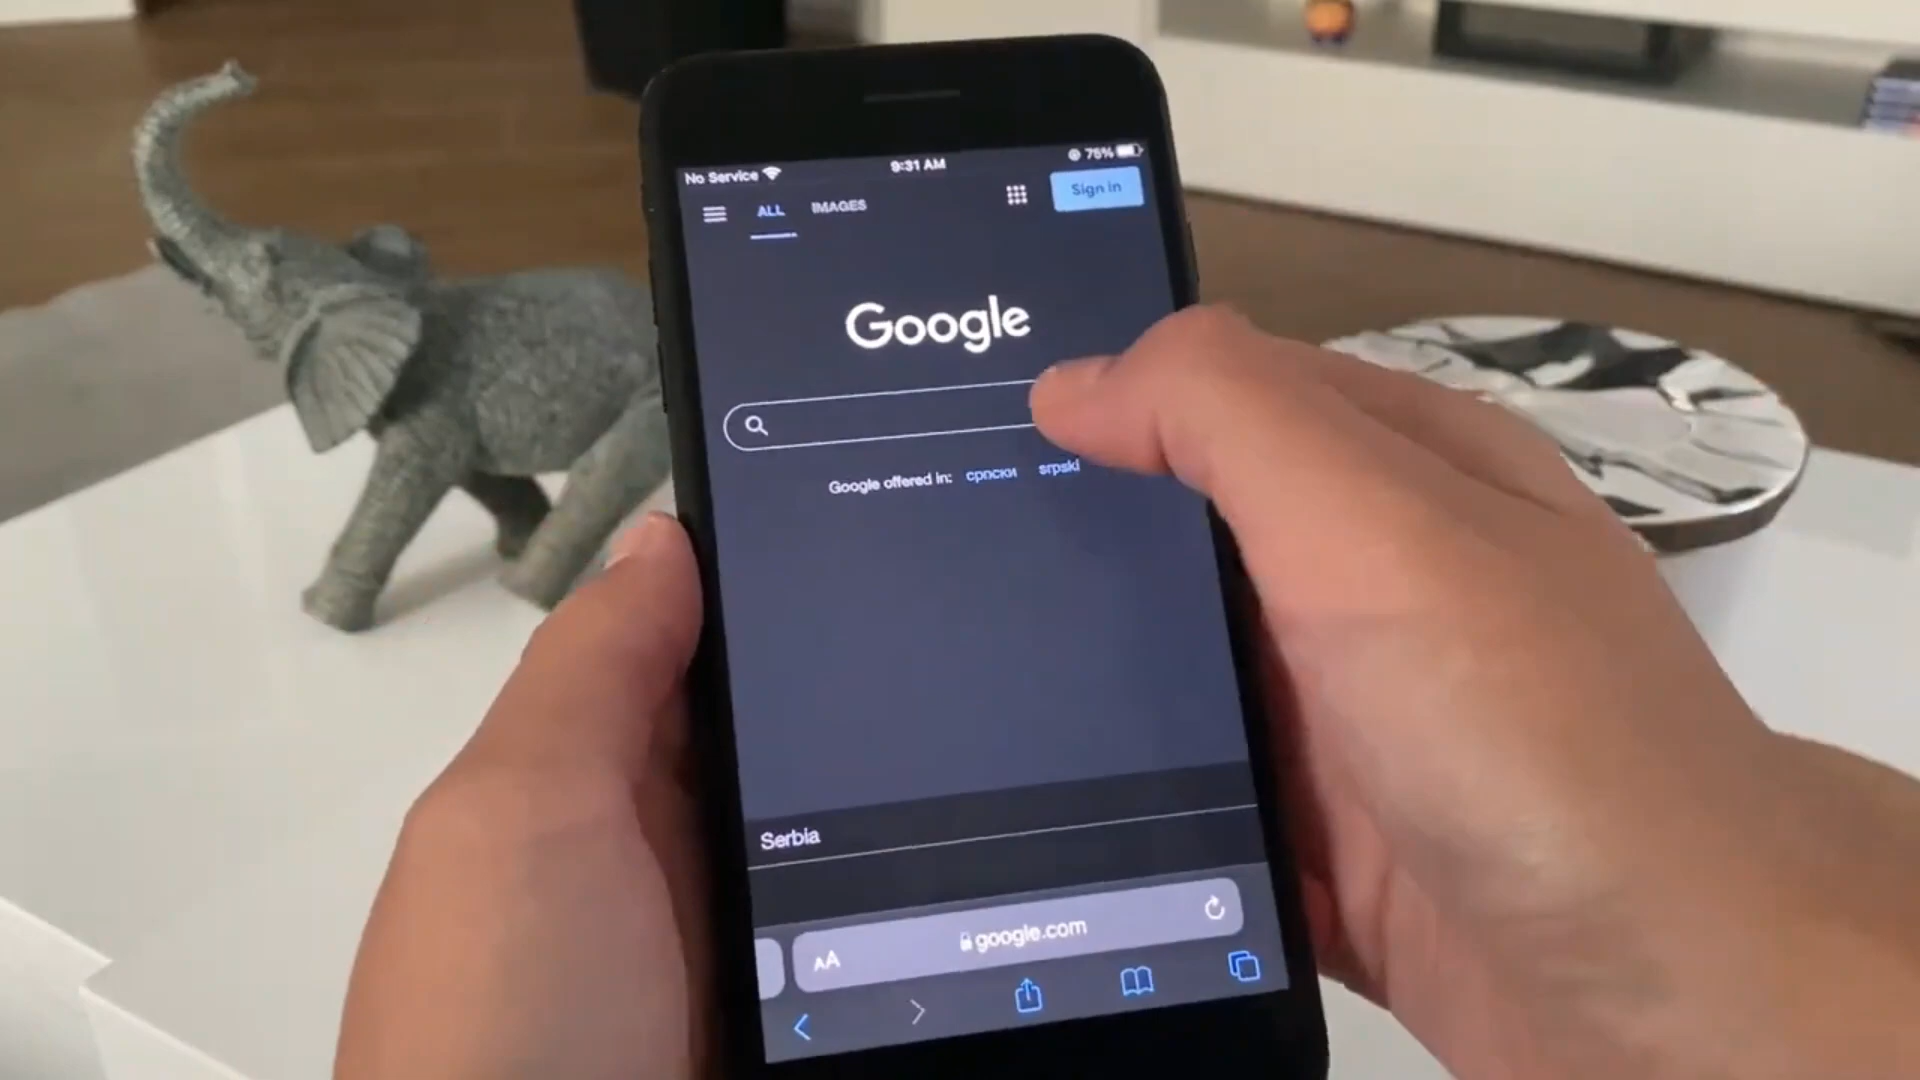 No Service 9:31 AM 75%
ALL IMAGES Sign in
Google
Google offered in: српски srpski
Serbia
AA google.com